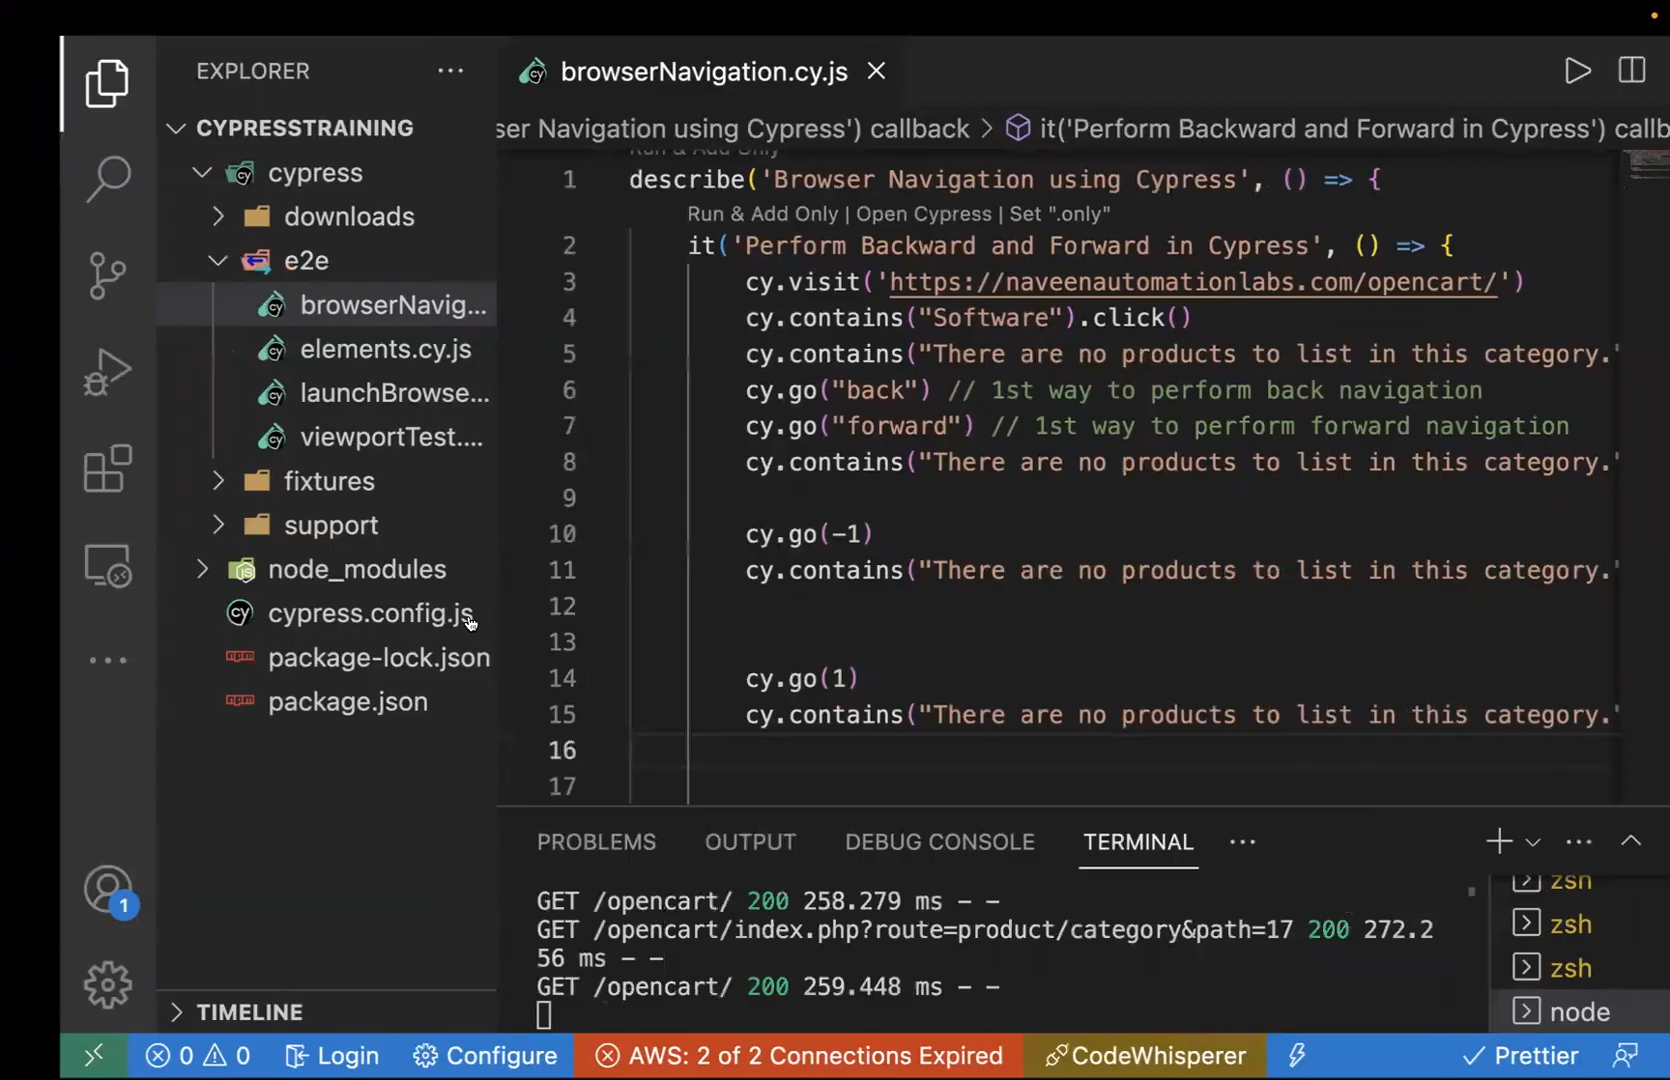 EXPLORER
browserNavigation.cy.js
CYPRESSTRAINING
cypress
downloads
e2e
browserNavig...
elements.cy.js
launchBrowse...
viewportTest....
fixtures
support
node_modules
cypress.config.js
package-lock.json
package.json
TIMELINE
ser Navigation using Cypress') callback > it('Perform Backward and Forward in Cypress') callb
Run & Add Only
1 describe('Browser Navigation using Cypress', () => {
Run & Add Only | Open Cypress | Set ".only"
2 it('Perform Backward and Forward in Cypress', () => {
3 cy.visit('https://naveenautomationlabs.com/opencart/')
4 cy.contains("Software").click()
5 cy.contains("There are no products to list in this category.
6 cy.go("back") // 1st way to perform back navigation
7 cy.go("forward") // 1st way to perform forward navigation
8 cy.contains("There are no products to list in this category.
9
10 cy.go(-1)
11 cy.contains("There are no products to list in this category.
12
13
14 cy.go(1)
15 cy.contains("There are no products to list in this category.
16
17
PROBLEMS OUTPUT DEBUG CONSOLE TERMINAL
GET /opencart/ 200 258.279 ms - -
GET /opencart/index.php?route=product/category&path=17 200 272.2
56 ms - -
GET /opencart/ 200 259.448 ms - -
zsh
zsh
zsh
node
1
0 0 Login Configure AWS: 2 of 2 Connections Expired CodeWhisperer Prettier